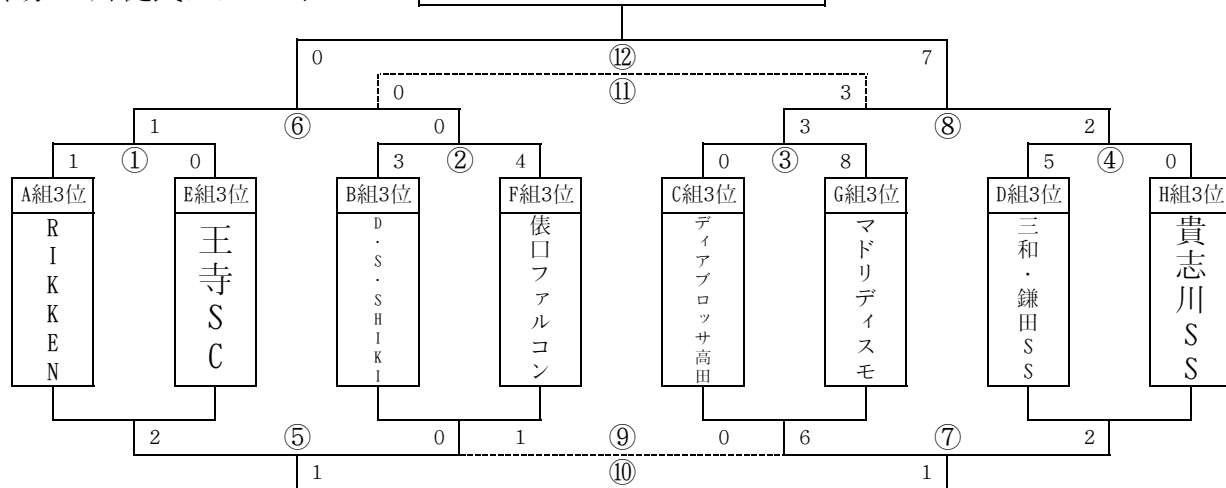 0 ⑫ 7
0 ⑪ 3
1 ⑥ 0 3 ⑧ 2
1 ① 0 3 ② 4 0 ③ 8 5 ④ 0
A組3位 E組3位 B組3位 F組3位 C組3位 G組3位 D組3位 H組3位
RIKKEN
王寺SC
D.S.SHIKI
俵口ファルコン
ディアブロッサ高田
マドリディスモ
三和・鎌田SS
貴志川SS
2 ⑤ 0 1 ⑨ 0 6 ⑦ 2
1 ⑩ 1